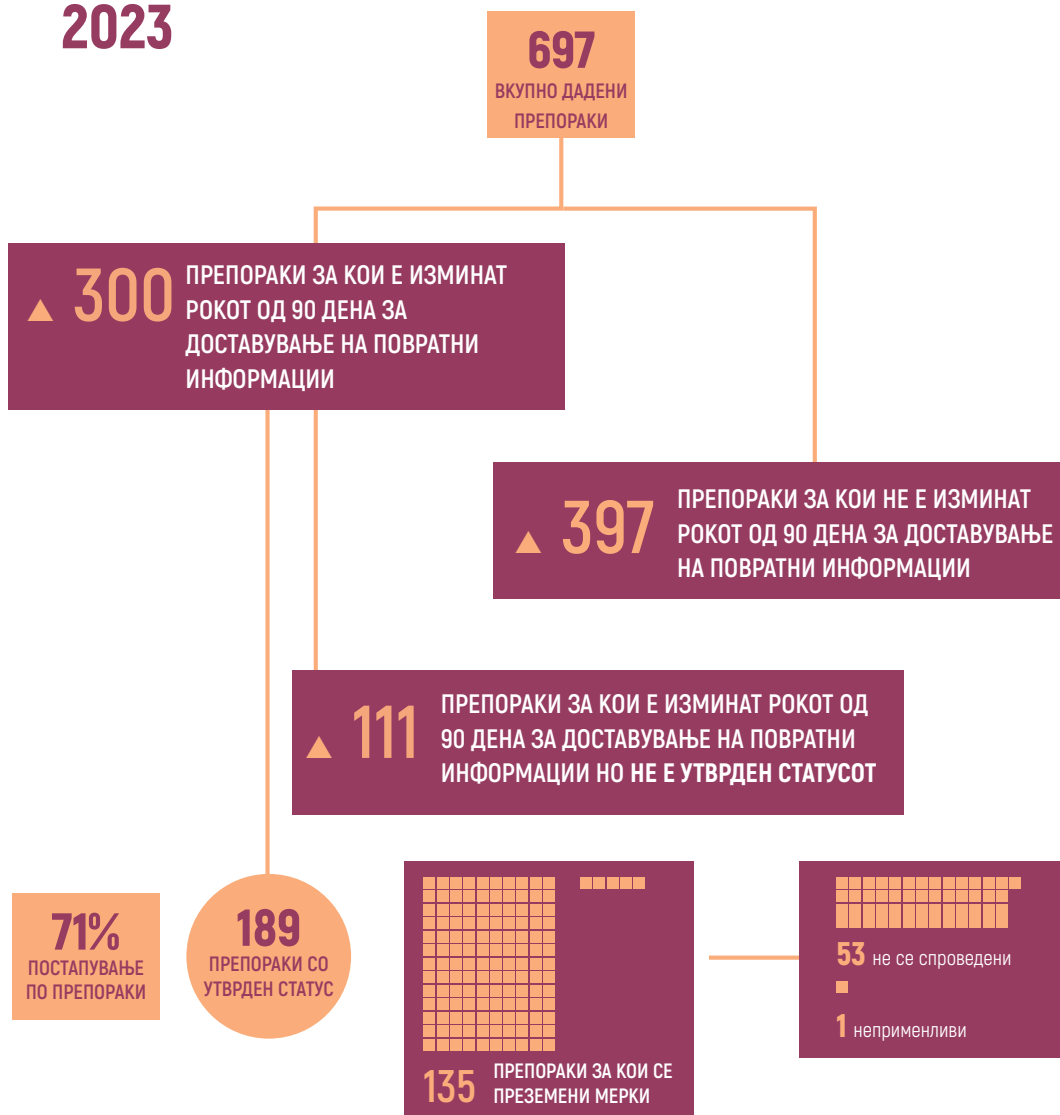 2023
697
ВКУПНО ДАДЕНИ
ПРЕПОРАКИ
300
ПРЕПОРАКИ ЗА КОИ Е ИЗМИНАТ
РОКОТ ОД 90 ДЕНА ЗА
ДОСТАВУВАЊЕ НА ПОВРАТНИ
ИНФОРМАЦИИ
397
ПРЕПОРАКИ ЗА КОИ НЕ Е ИЗМИНАТ
РОКОТ ОД 90 ДЕНА ЗА ДОСТАВУВАЊЕ
НА ПОВРАТНИ ИНФОРМАЦИИ
111
ПРЕПОРАКИ ЗА КОИ Е ИЗМИНАТ РОКОТ ОД
90 ДЕНА ЗА ДОСТАВУВАЊЕ НА ПОВРАТНИ
ИНФОРМАЦИИ НО НЕ Е УТВРДЕН СТАТУСОТ
71%
ПОСТАПУВАЊЕ
ПО ПРЕПОРАКИ
189
ПРЕПОРАКИ СО
УТВРДЕН СТАТУС
135
ПРЕПОРАКИ ЗА КОИ СЕ
ПРЕЗЕМЕНИ МЕРКИ
53 не се спроведени
1 неприменливи